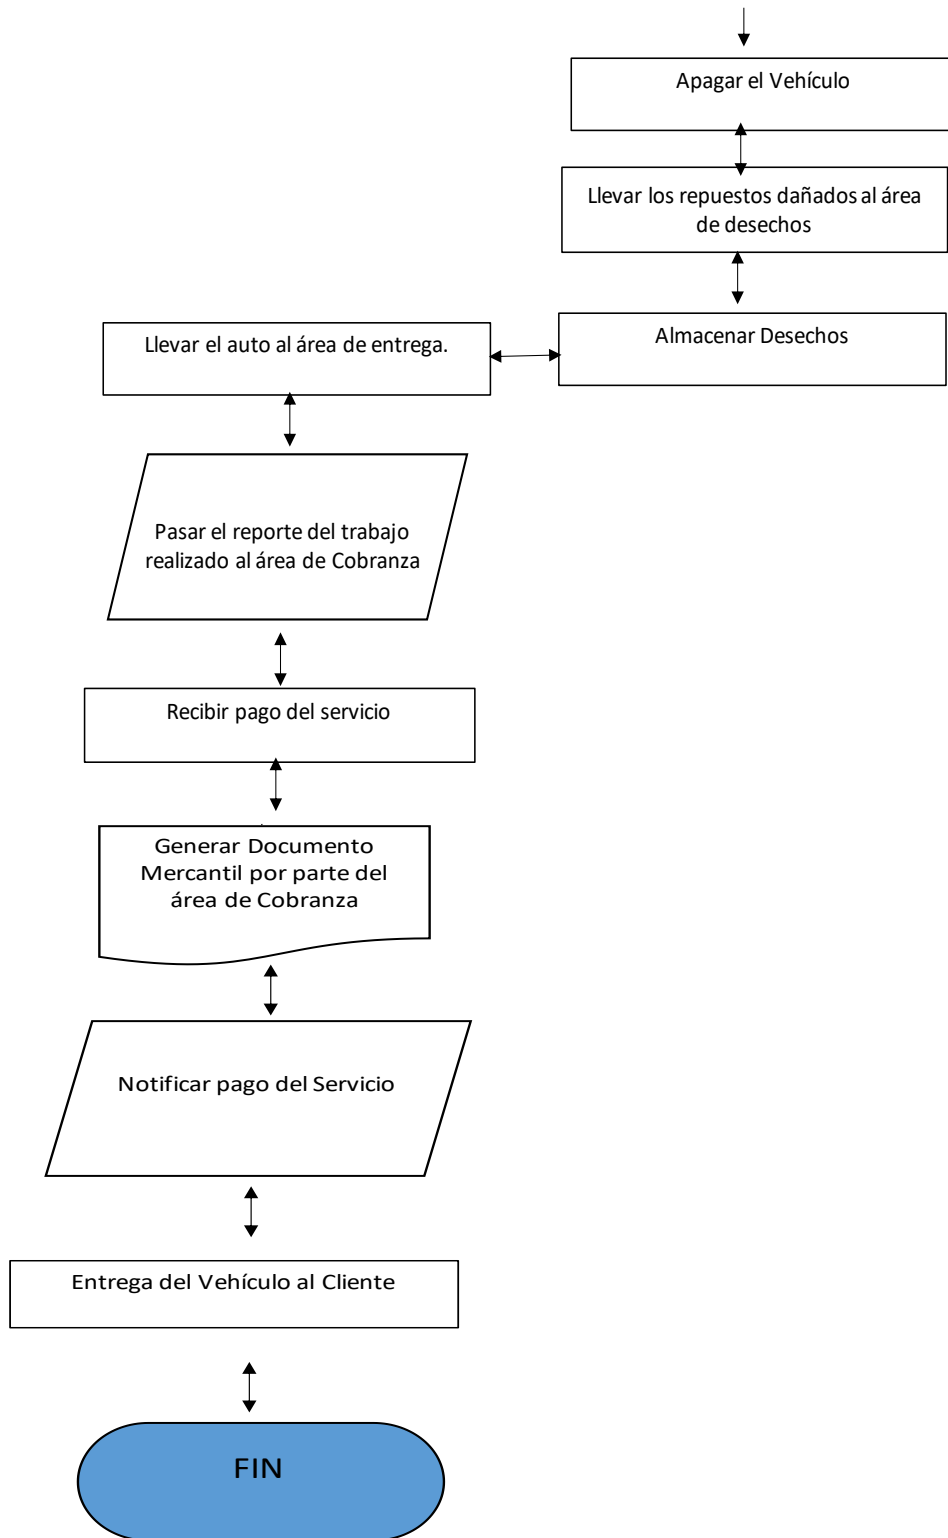 Apagar el Vehículo
Llevar los repuestos dañados al área
de desechos
Almacenar Desechos
Llevar el auto al área de entrega.
Pasar el reporte del trabajo
realizado al área de Cobranza
Recibir pago del servicio
Generar Documento
Mercantil por parte del
área de Cobranza
Notificar pago del Servicio
Entrega del Vehículo al Cliente
FIN